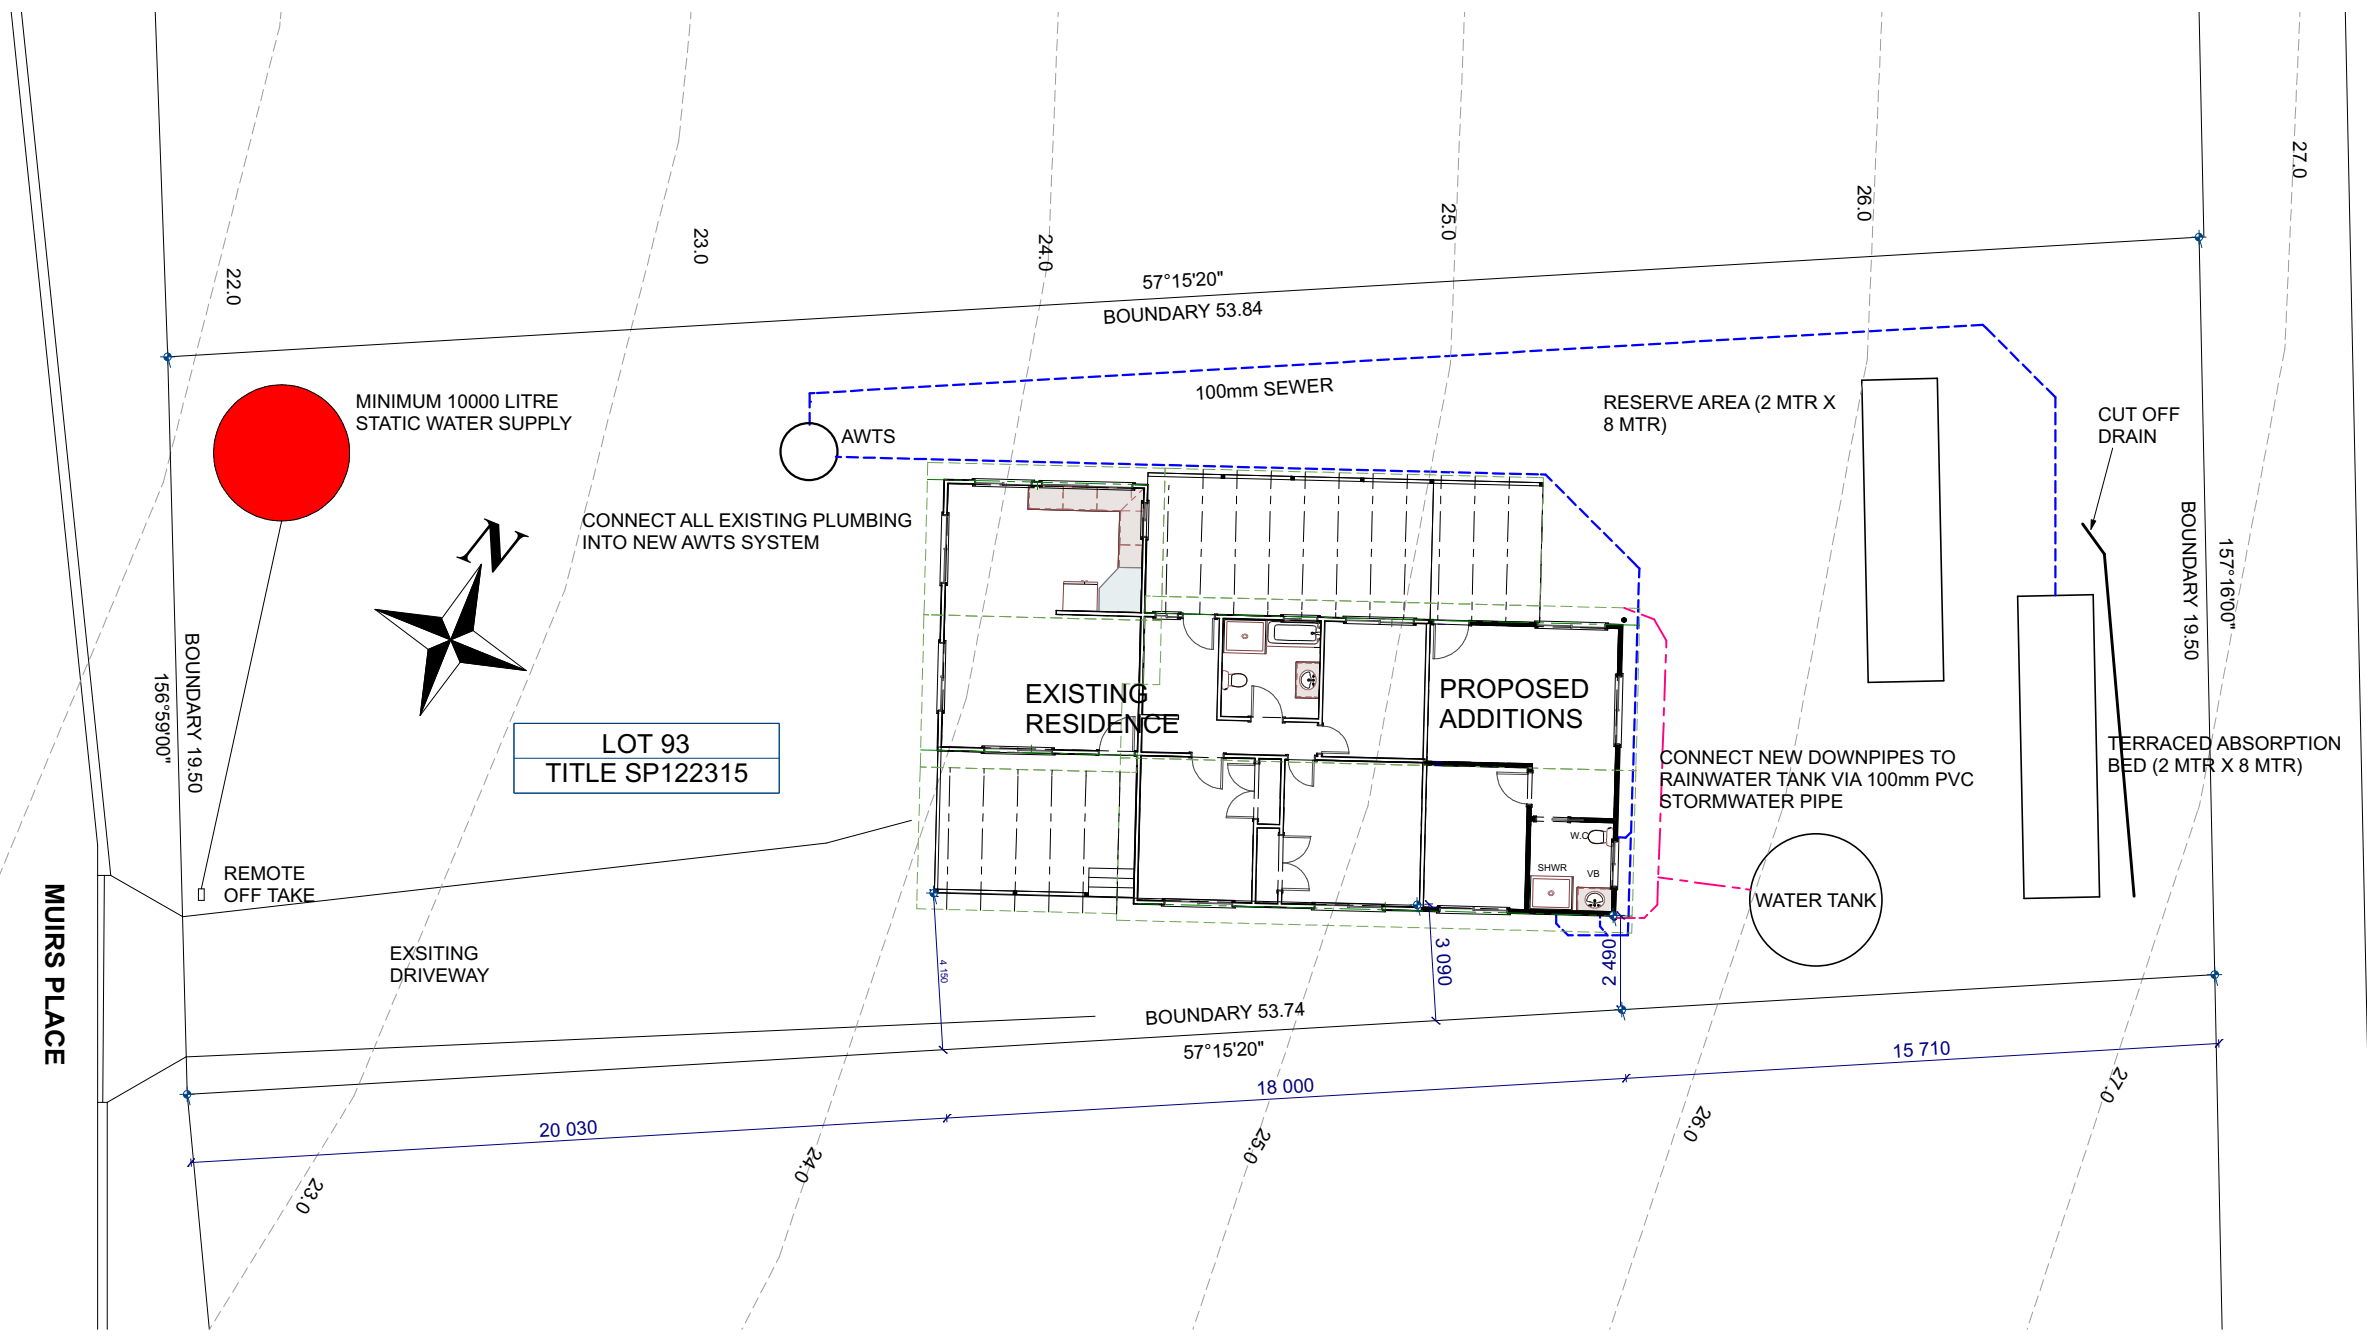 27.0
26.0
25.0
24.0
23.0
22.0
57°15'20"
BOUNDARY 53.84
100mm SEWER
MINIMUM 10000 LITRE
STATIC WATER SUPPLY
AWTS
RESERVE AREA (2 MTR X
8 MTR)
CUT OFF
DRAIN
CONNECT ALL EXISTING PLUMBING
INTO NEW AWTS SYSTEM
N
BOUNDARY 19.50
157°16'00"
BOUNDARY 19.50
156°59'00"
EXISTING
RESIDENCE
PROPOSED
ADDITIONS
LOT 93
TITLE SP122315
CONNECT NEW DOWNPIPES TO
RAINWATER TANK VIA 100mm PVC
STORMWATER PIPE
TERRACED ABSORPTION
BED (2 MTR X 8 MTR)
W.C
SHWR
VB
WATER TANK
REMOTE
OFF TAKE
MUIRS PLACE
EXSITING
DRIVEWAY
4 150
3 090
2 490
BOUNDARY 53.74
57°15'20"
15 710
18 000
20 030
27.0
26.0
25.0
24.0
23.0